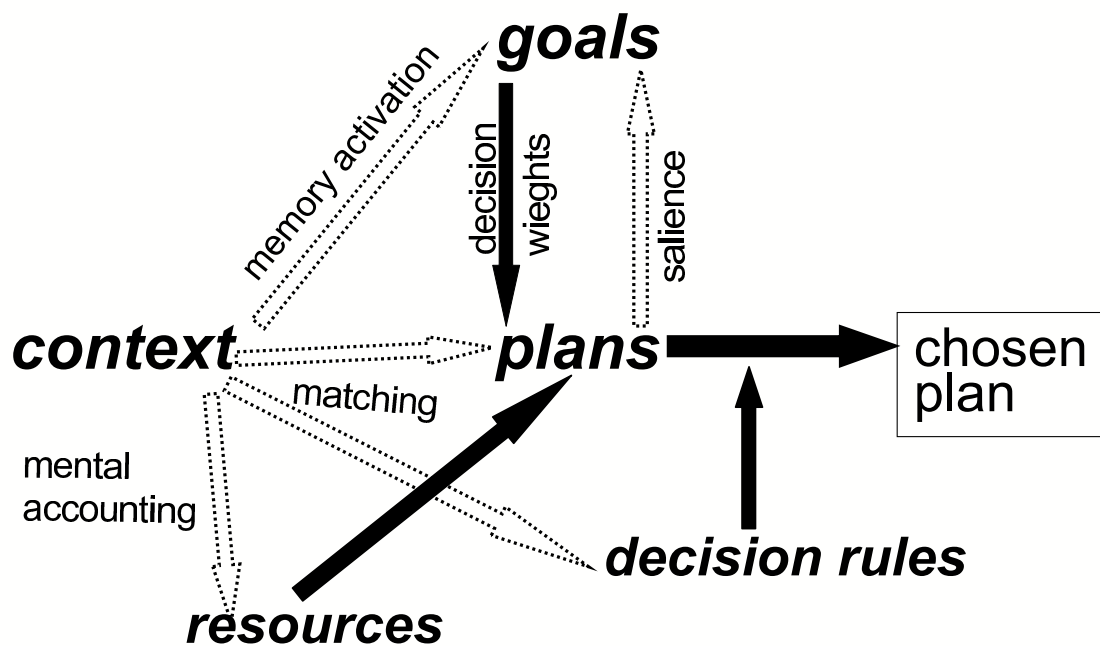 goals
memory activation
decision
wieghts
salience
context
plans
chosen
plan
matching
mental
accounting
decision rules
resources